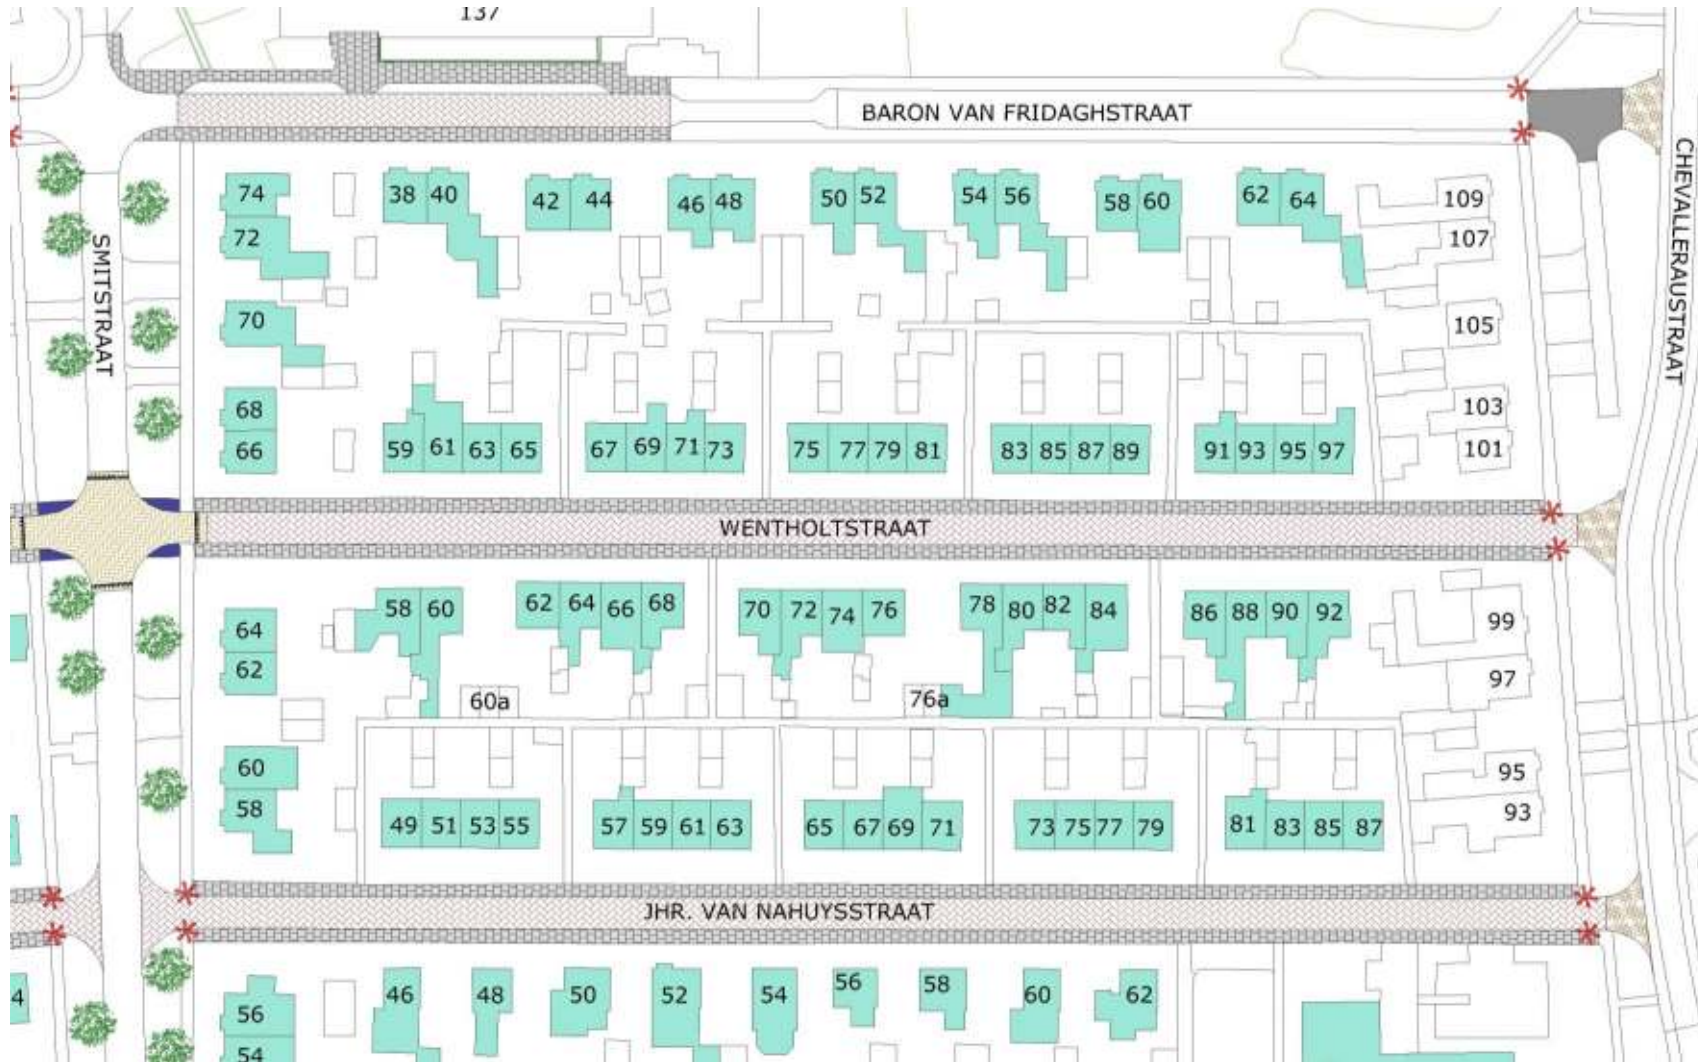 137
BARON VAN FRIDAGHSTRAAT
CHEVALLERAUSTRAAT
SMITSTRAAT
74
38 40
42 44
46 48
50 52
54 56
58 60
62 64
109
72
107
70
105
68
103
66
59 61 63 65
67 69 71 73
75 77 79 81
83 85 87 89
91 93 95 97
101
WENTHOLTSTRAAT
58 60
62 64 66 68
70 72 74 76
78 80 82 84
86 88 90 92
99
64
62
60a
76a
97
60
95
58
49 51 53 55
57 59 61 63
65 67 69 71
73 75 77 79
81 83 85 87
93
JHR. VAN NAHUYSSTRAAT
4
46
48
50
52
54
56
58
60
62
56
54